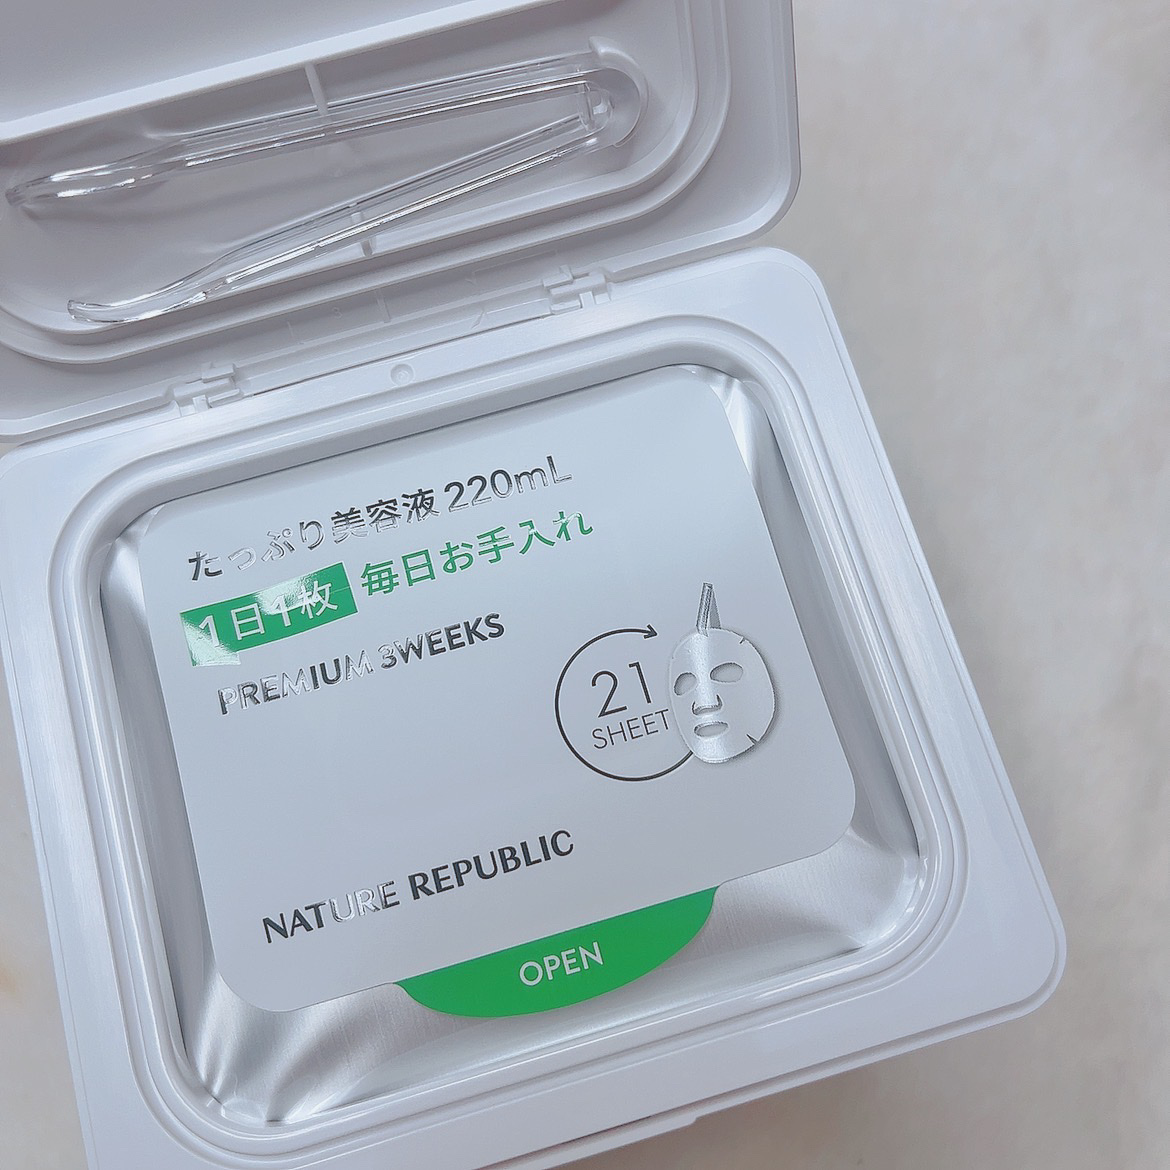 たっぷり美容液 220mL
1日1枚 毎日お手入れ
PREMIUM 3WEEKS
21
SHEET
NATURE REPUBLIC
OPEN